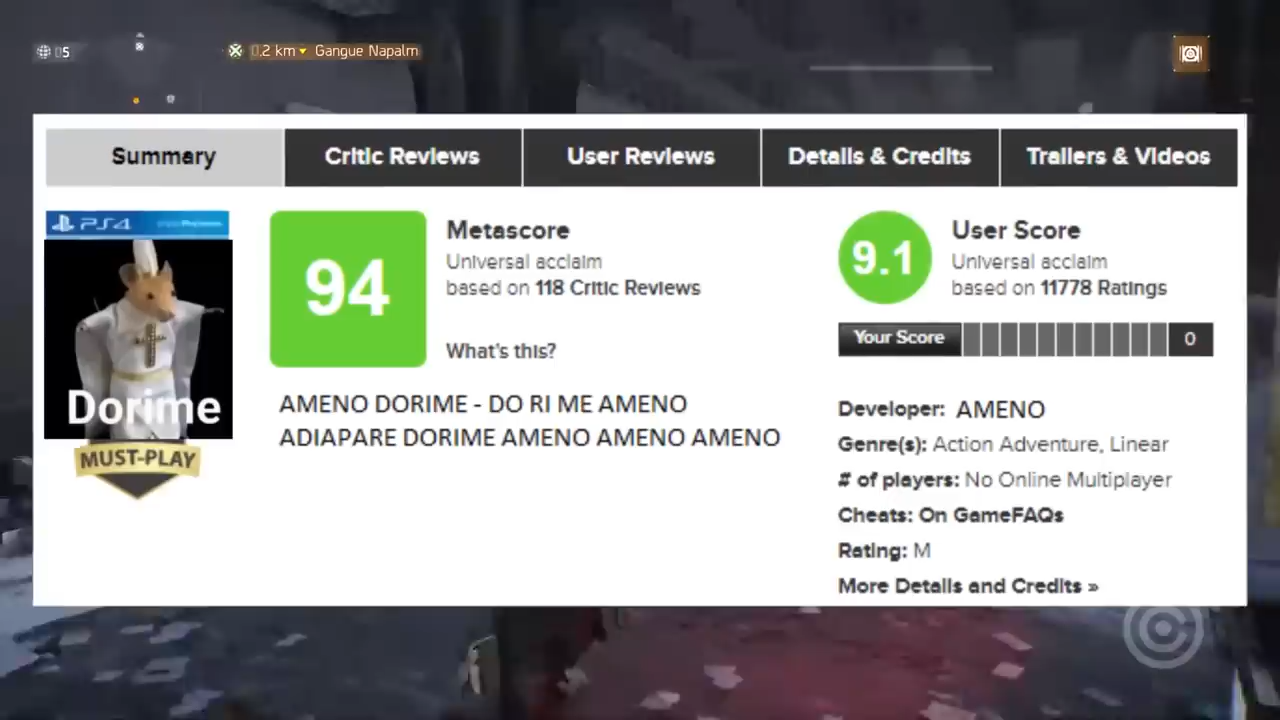 05
0.2 km Gangue Napalm
Summary
Critic Reviews
User Reviews
Details & Credits
Trailers & Videos
PS4
Dorime
MUST-PLAY
94
Metascore
Universal acclaim
based on 118 Critic Reviews
What's this?
AMENO DORIME - DO RI ME AMENO
ADIAPARE DORIME AMENO AMENO AMENO
9.1
User Score
Universal acclaim
based on 11778 Ratings
Your Score 0
Developer: AMENO
Genre(s): Action Adventure, Linear
# of players: No Online Multiplayer
Cheats: On GameFAQs
Rating: M
More Details and Credits »